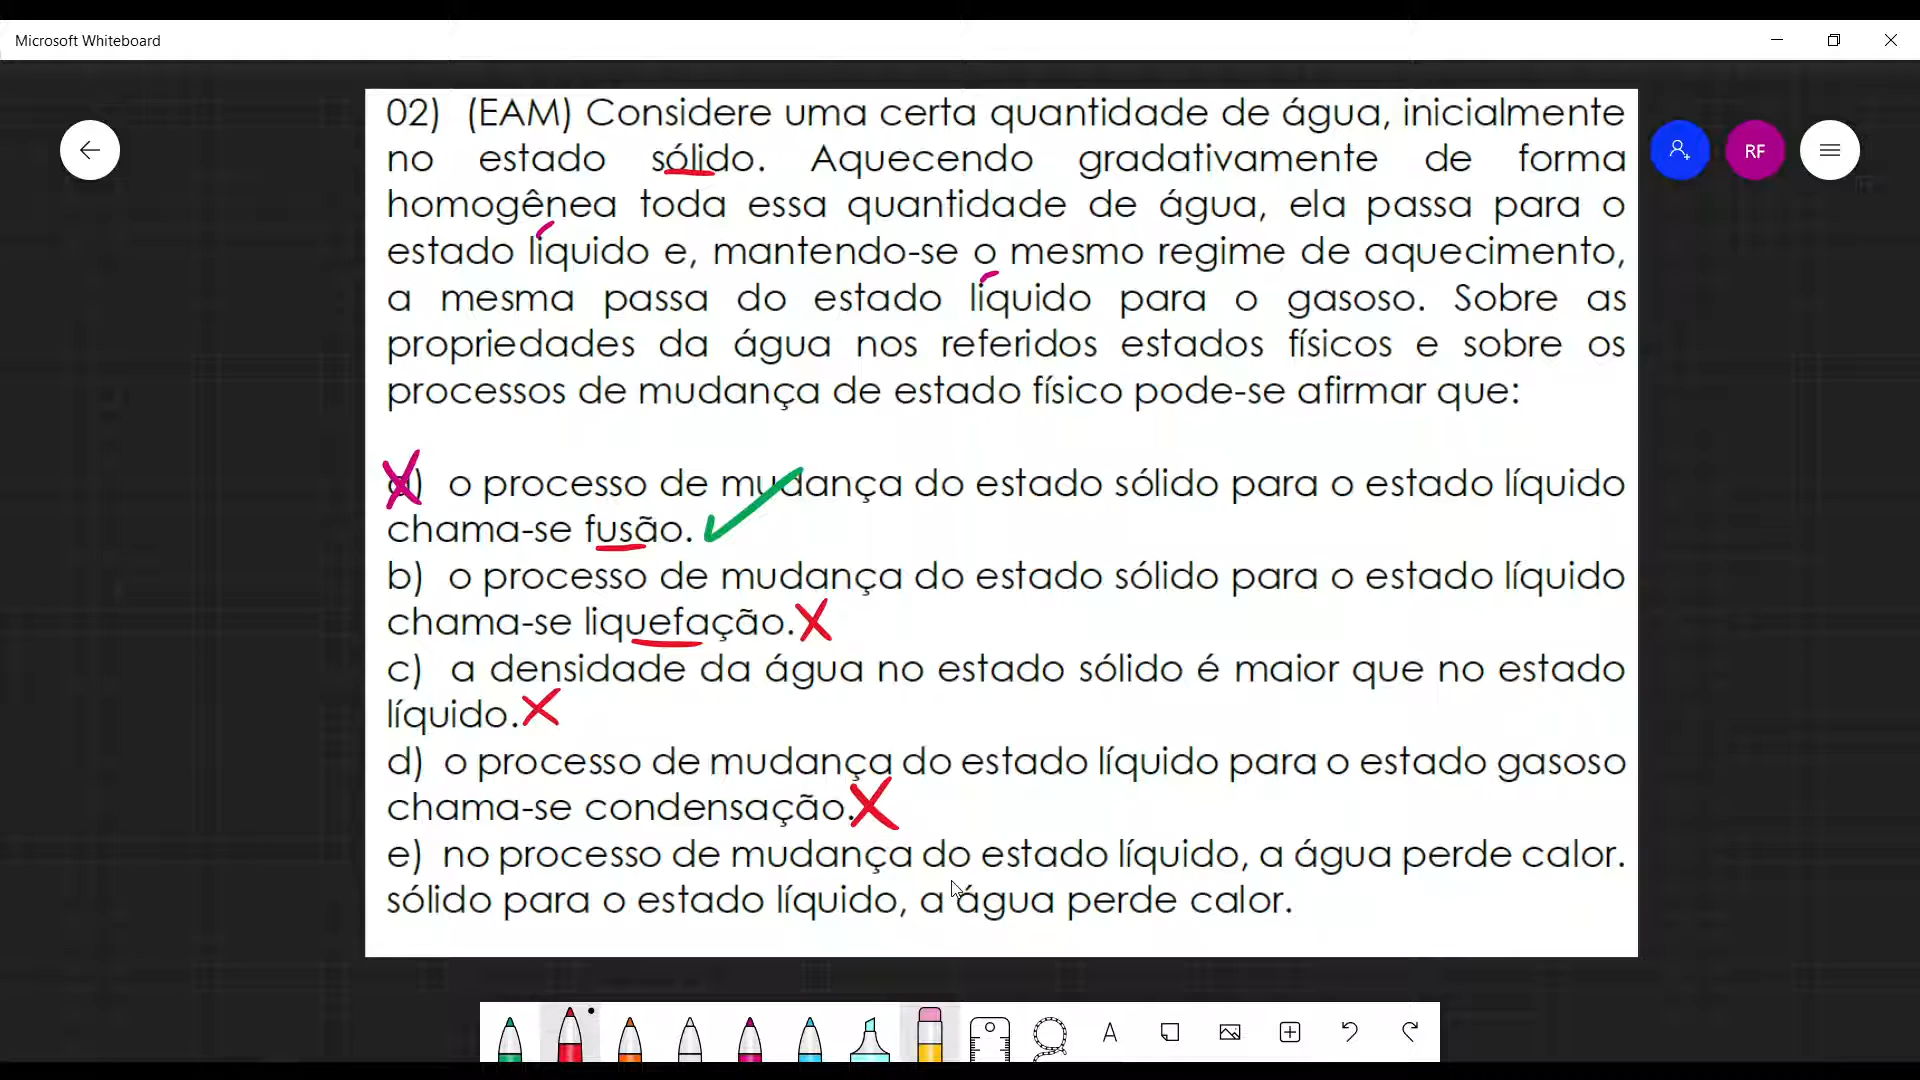 Microsoft Whiteboard
02) (EAM) Considere uma certa quantidade de água, inicialmente
no estado sólido. Aquecendo gradativamente de forma
homogênea toda essa quantidade de água, ela passa para o
estado líquido e, mantendo-se o mesmo regime de aquecimento,
a mesma passa do estado líquido para o gasoso. Sobre as
propriedades da água nos referidos estados físicos e sobre os
processos de mudança de estado físico pode-se afirmar que:
a) o processo de mudança do estado sólido para o estado líquido
chama-se fusão.
b) o processo de mudança do estado sólido para o estado líquido
chama-se liquefação.
c) a densidade da água no estado sólido é maior que no estado
líquido.
d) o processo de mudança do estado líquido para o estado gasoso
chama-se condensação.
e) no processo de mudança do estado líquido, a água perde calor.
sólido para o estado líquido, a água perde calor.
RF